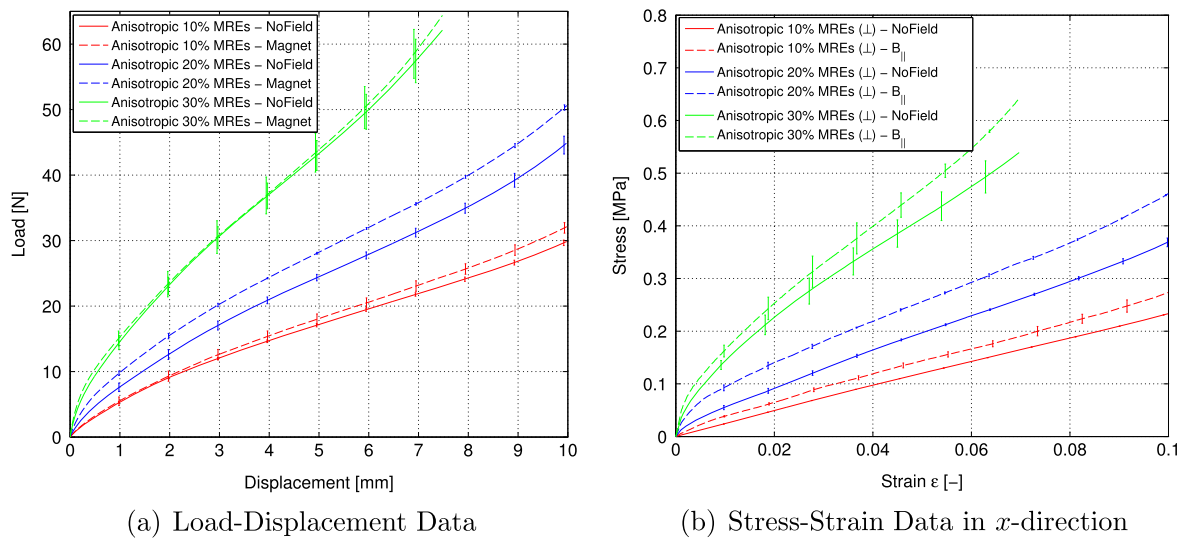 Anisotropic 10% MREs − NoField
Anisotropic 10% MREs − Magnet
Anisotropic 20% MREs − NoField
Anisotropic 20% MREs − Magnet
Anisotropic 30% MREs − NoField
Anisotropic 30% MREs − Magnet
60
50
40
30
20
10
0
Load [N]
0 1 2 3 4 5 6 7 8 9 10
Displacement [mm]
(a) Load-Displacement Data
Anisotropic 10% MREs (⊥) − NoField
Anisotropic 10% MREs (⊥) − B||
Anisotropic 20% MREs (⊥) − NoField
Anisotropic 20% MREs (⊥) − B||
Anisotropic 30% MREs (⊥) − NoField
Anisotropic 30% MREs (⊥) − B||
0.8
0.7
0.6
0.5
0.4
0.3
0.2
0.1
0
Stress [MPa]
0 0.02 0.04 0.06 0.08 0.1
Strain ε [−]
(b) Stress-Strain Data in x-direction